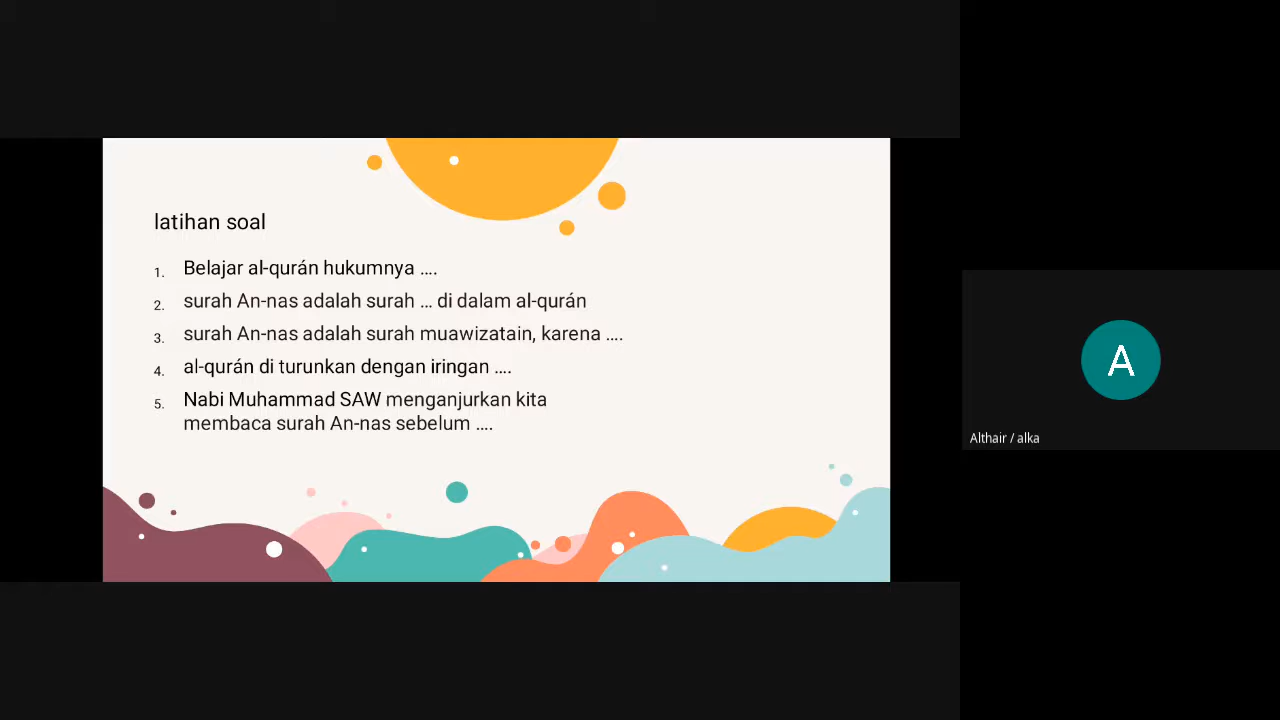 latihan soal
1. Belajar al-qurán hukumnya ....
2. surah An-nas adalah surah ... di dalam al-qurán
3. surah An-nas adalah surah muawizatain, karena ....
4. al-qurán di turunkan dengan iringan ....
5. Nabi Muhammad SAW menganjurkan kita
membaca surah An-nas sebelum ....
A
Althair / alka